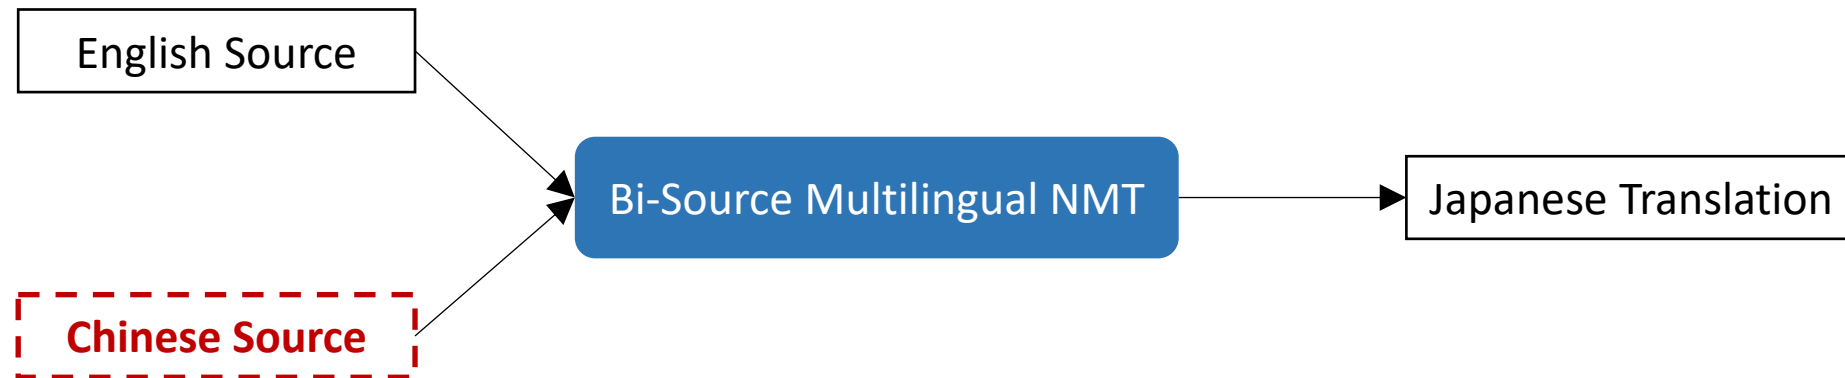 English Source
Bi-Source Multilingual NMT
Japanese Translation
Chinese Source